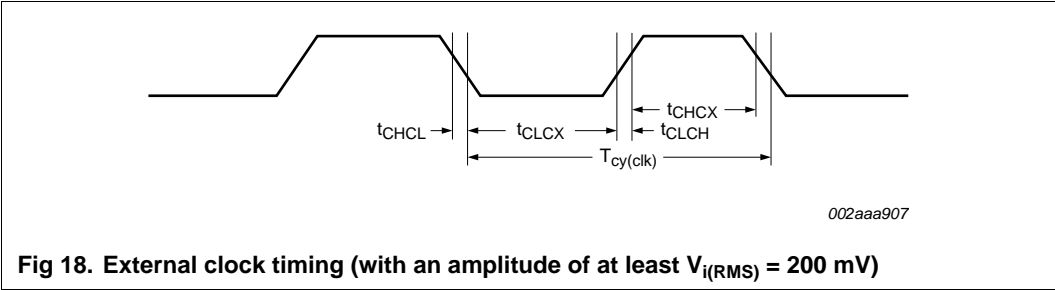 tCHCX
tCHCL tCLCX tCLCH
Tcy(clk)
002aaa907
Fig 18. External clock timing (with an amplitude of at least Vi(RMS) = 200 mV)